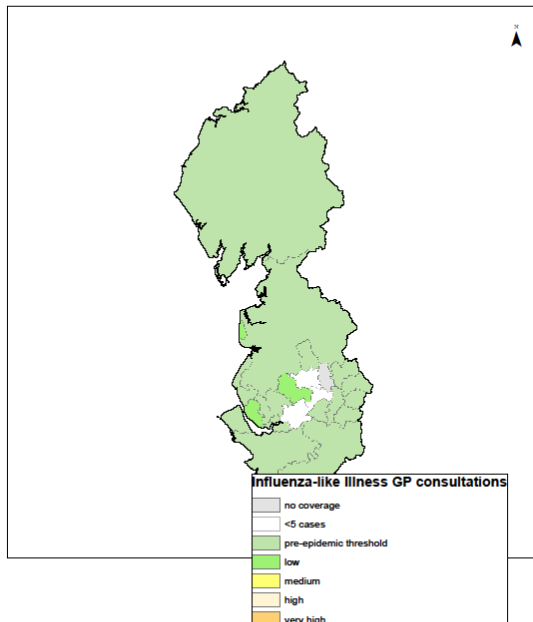 N
Influenza-like Illness GP consultations
no coverage
<5 cases
pre-epidemic threshold
low
medium
high
very high